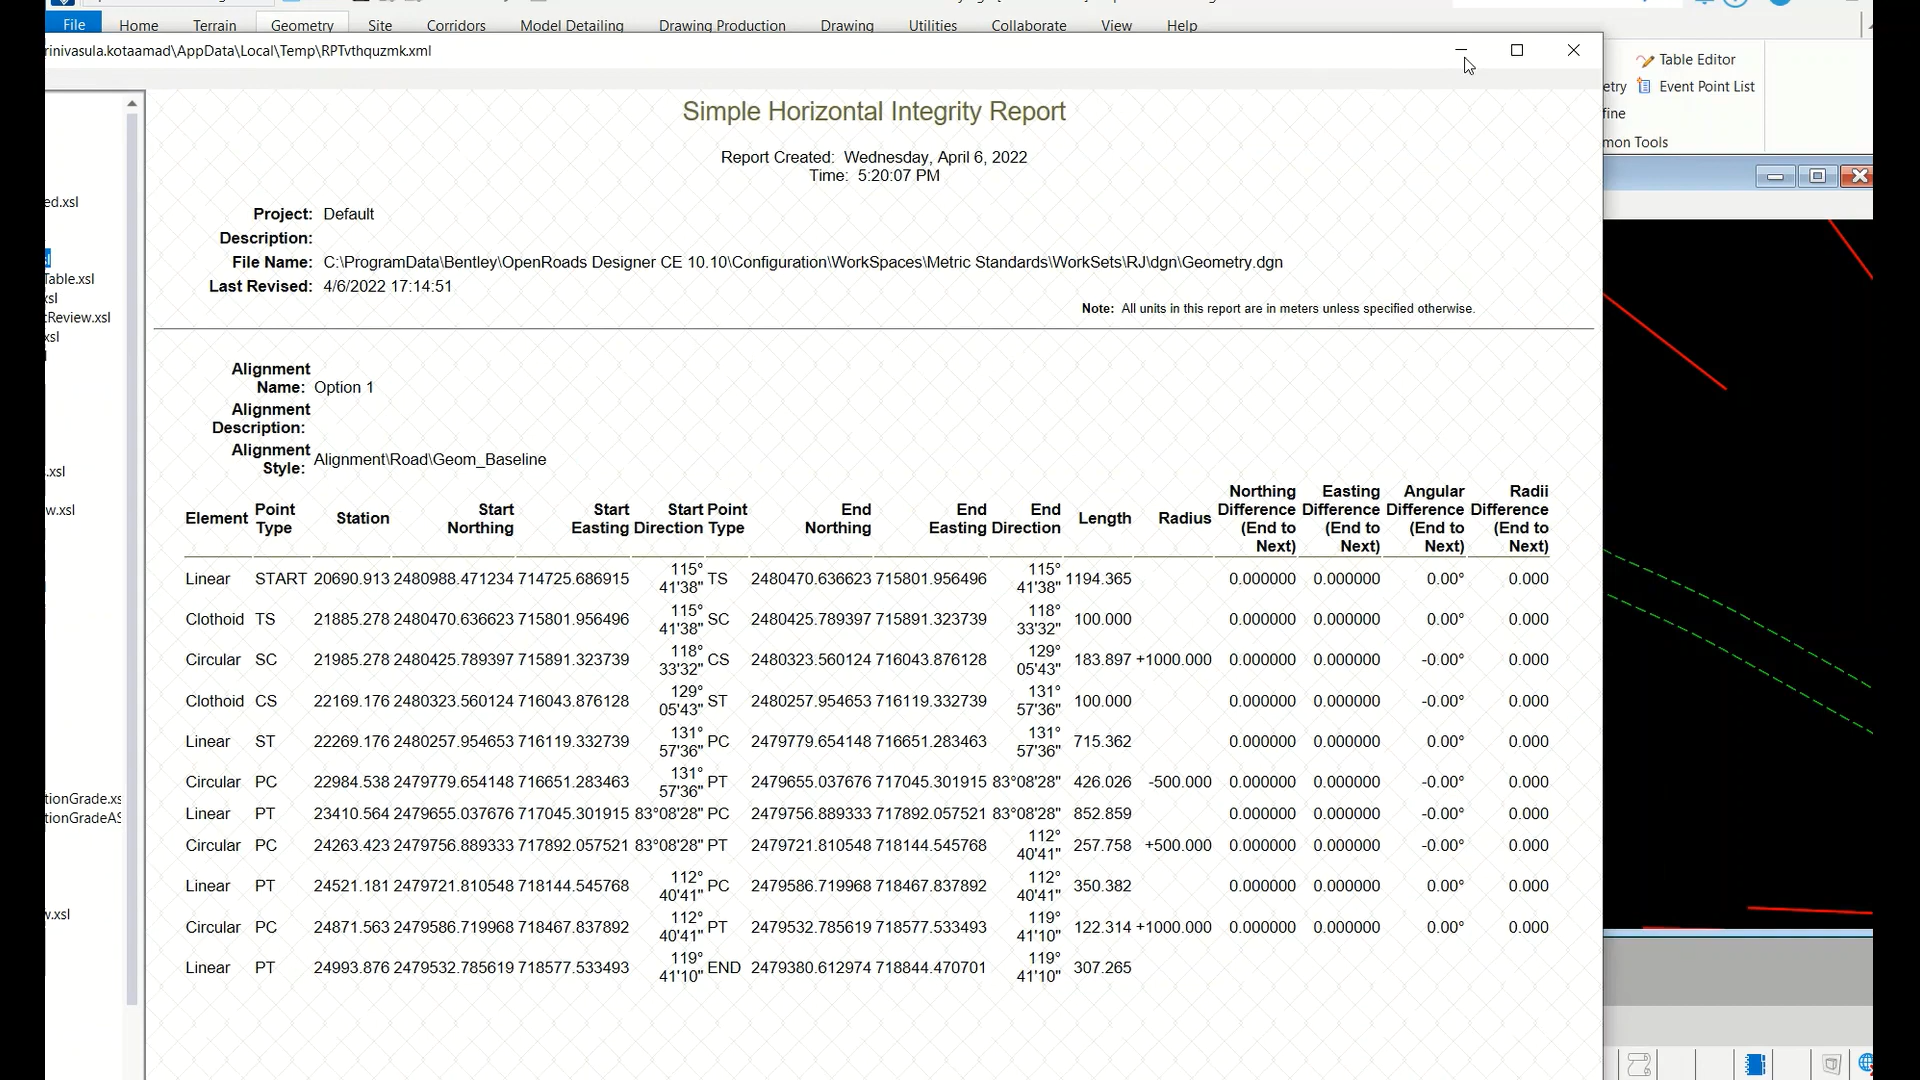 File Home Terrain Geometry Site Corridors Model Detailing Drawing Production Drawing Utilities Collaborate View Help
rinivasula.kotaamad\AppData\Local\Temp\RPTvthquzmk.xml
Table Editor
etry Event Point List
fine
mon Tools
ed.xsl
Table.xsl
xsl
cReview.xsl
xsl
s.xsl
w.xsl
tionGrade.xs
tionGradeAS
w.xsl
Simple Horizontal Integrity Report
Report Created: Wednesday, April 6, 2022
Time: 5:20:07 PM
Project: Default
Description:
File Name: C:\ProgramData\Bentley\OpenRoads Designer CE 10.10\Configuration\WorkSpaces\Metric Standards\WorkSets\RJ\dgn\Geometry.dgn
Last Revised: 4/6/2022 17:14:51
Note: All units in this report are in meters unless specified otherwise.
Alignment Name: Option 1
Alignment Description:
Alignment Style: Alignment\Road\Geom_Baseline
Element Point Type Station Start Northing Start Easting Start Direction Point Type End Northing End Easting End Direction Length Radius Northing Difference (End to Next) Easting Difference (End to Next) Angular Difference (End to Next) Radii Difference (End to Next)
Linear START 20690.913 2480988.471234 714725.686915 115° 41'38" TS 2480470.636623 715801.956496 115° 41'38" 1194.365 0.000000 0.000000 0.00° 0.000
Clothoid TS 21885.278 2480470.636623 715801.956496 115° 41'38" SC 2480425.789397 715891.323739 118° 33'32" 100.000 0.000000 0.000000 0.00° 0.000
Circular SC 21985.278 2480425.789397 715891.323739 118° 33'32" CS 2480323.560124 716043.876128 129° 05'43" 183.897 +1000.000 0.000000 0.000000 -0.00° 0.000
Clothoid CS 22169.176 2480323.560124 716043.876128 129° 05'43" ST 2480257.954653 716119.332739 131° 57'36" 100.000 0.000000 0.000000 -0.00° 0.000
Linear ST 22269.176 2480257.954653 716119.332739 131° 57'36" PC 2479779.654148 716651.283463 131° 57'36" 715.362 0.000000 0.000000 0.00° 0.000
Circular PC 22984.538 2479779.654148 716651.283463 131° 57'36" PT 2479655.037676 717045.301915 83°08'28" 426.026 -500.000 0.000000 0.000000 -0.00° 0.000
Linear PT 23410.564 2479655.037676 717045.301915 83°08'28" PC 2479756.889333 717892.057521 83°08'28" 852.859 0.000000 0.000000 -0.00° 0.000
Circular PC 24263.423 2479756.889333 717892.057521 83°08'28" PT 2479721.810548 718144.545768 112° 40'41" 257.758 +500.000 0.000000 0.000000 -0.00° 0.000
Linear PT 24521.181 2479721.810548 718144.545768 112° 40'41" PC 2479586.719968 718467.837892 112° 40'41" 350.382 0.000000 0.000000 0.00° 0.000
Circular PC 24871.563 2479586.719968 718467.837892 112° 40'41" PT 2479532.785619 718577.533493 119° 41'10" 122.314 +1000.000 0.000000 0.000000 0.00° 0.000
Linear PT 24993.876 2479532.785619 718577.533493 119° 41'10" END 2479380.612974 718844.470701 119° 41'10" 307.265